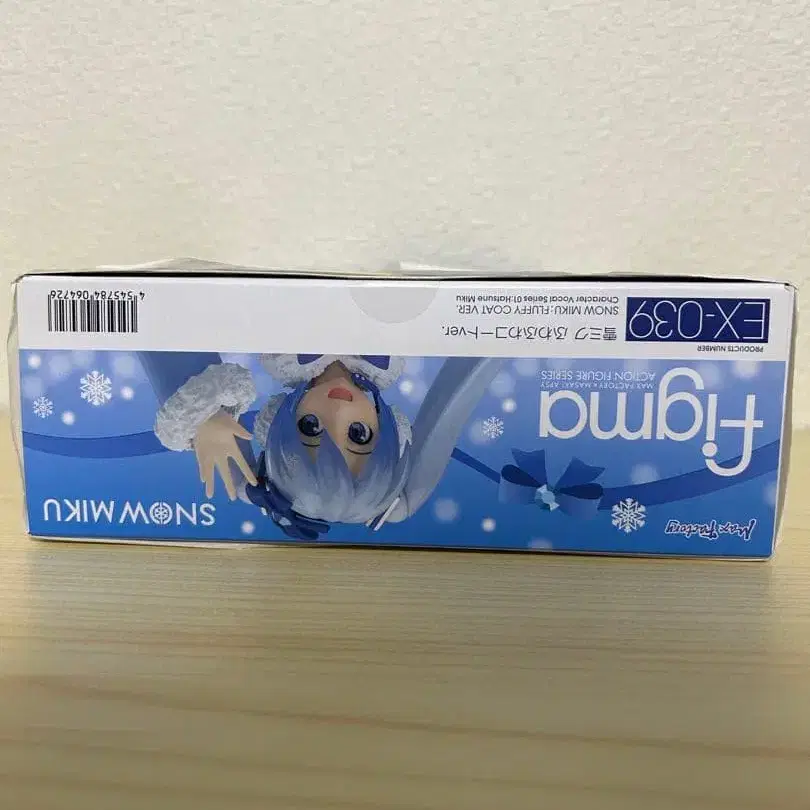 Max Factory
figma
MAX FACTORY × MASAKI APSY
ACTION FIGURE SERIES
SNOW MIKU
PRODUCTS NUMBER
EX-039
雪ミク ふわふわコートver.
SNOW MIKU: FLUFFY COAT VER.
Character Vocal Series 01: Hatsune Miku
4 545784 064726